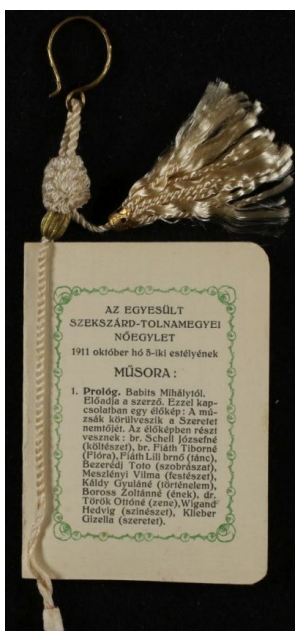 AZ EGYESÜLT
SZEKSZÁRD-TOLNAMEGYEI
NŐEGYLET
1911 október hó 5-iki estélyének
MŰSORA:
1. Prológ. Babits Mihálytól.
Előadja a szerző. Ezzel kap-
csolatban egy élőkép: A mú-
zsák körülveszik a Szeretet
nemtőjét. Az élőképben részt
vesznek: br. Schell Józsefné
(költészet), br. Fiáth Tiborné
(Flóra), Fiáth Lili brnő (tánc),
Bezerédj Toto (szobrászat),
Meszlényi Vilma (festészet),
Káldy Gyuláné (történelem),
Boross Zoltánné (ének), dr.
Török Ottóné (zene), Wigand
Hedvig (szinészet), Klieber
Gizella (szeretet).